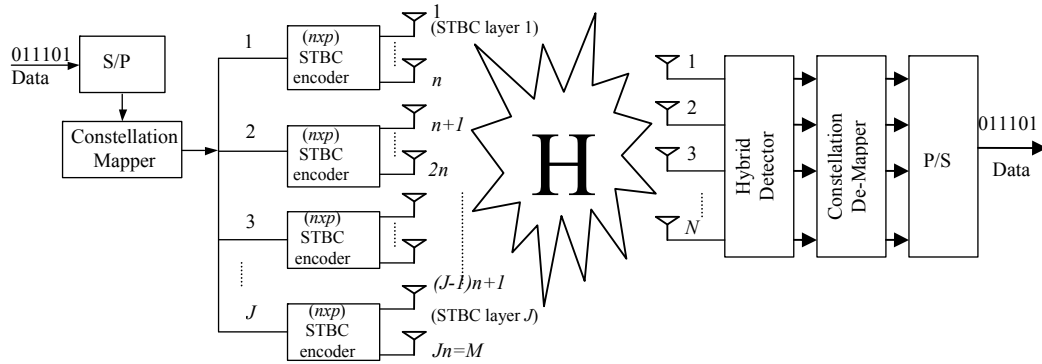 011101
Data
S/P
Constellation
Mapper
1
(nxp)
STBC
encoder
1
(STBC layer 1)
n
2
(nxp)
STBC
encoder
n+1
2n
3
(nxp)
STBC
encoder
J
(nxp)
STBC
encoder
(J-1)n+1
(STBC layer J)
Jn=M
H
1
2
3
N
Hybrid
Detector
Constellation
De-Mapper
P/S
011101
Data